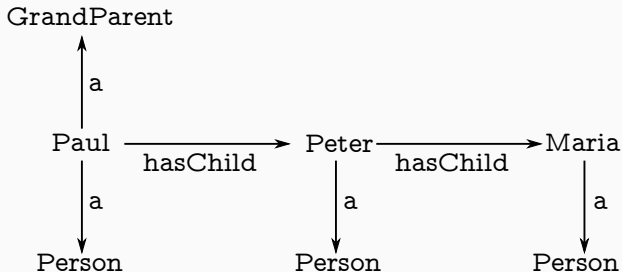 GrandParent
a
Paul
hasChild
Peter
hasChild
Maria
a
a
a
Person
Person
Person